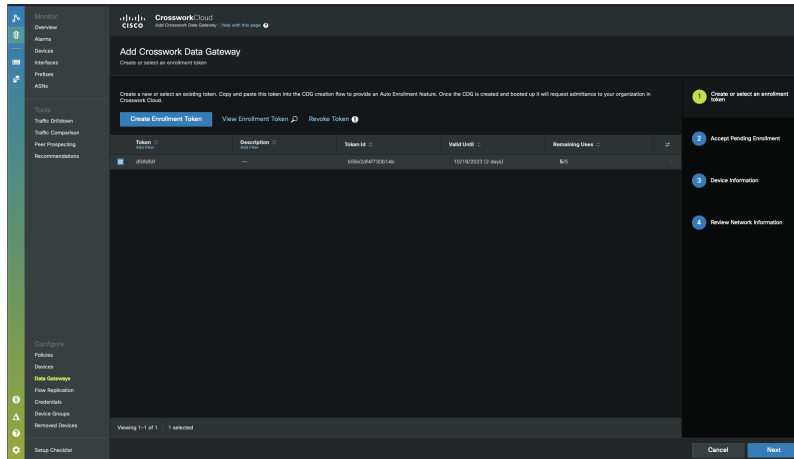 Monitor
Overview
Alarms
Devices
Interfaces
Prefixes
ASNs
Tools
Traffic Drilldown
Traffic Comparison
Peer Prospecting
Recommendations
Configure
Policies
Devices
Data Gateways
Flow Replication
Credentials
Device Groups
Removed Devices
Setup Checklist
CISCO
CrossworkCloud
Add Crosswork Data Gateway | Help with this page
Add Crosswork Data Gateway
Create or select an enrollment token
Create a new or select an existing token. Copy and paste this token into the CDG creation flow to provide an Auto Enrollment feature. Once the CDG is created and booted up it will request admittance to your organization in
Crosswork Cloud.
Create Enrollment Token View Enrollment Token Revoke Token
Token Description Token Id Valid Until Remaining Uses
Add Filter Add Filter
-- 10/18/2023 (2 days) 5/5
Viewing 1-1 of 1 1 selected
1 Create or select an enrollment
token
2 Accept Pending Enrollment
3 Device Information
4 Review Network Information
Cancel Next